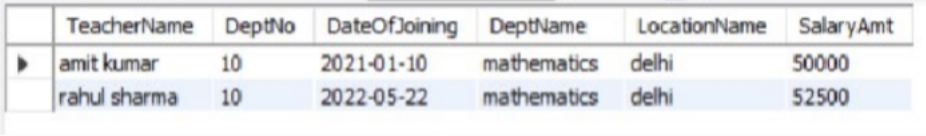 TeacherName DeptNo DateOfJoining DeptName LocationName SalaryAmt
amit kumar 10 2021-01-10 mathematics delhi 50000
rahul sharma 10 2022-05-22 mathematics delhi 52500